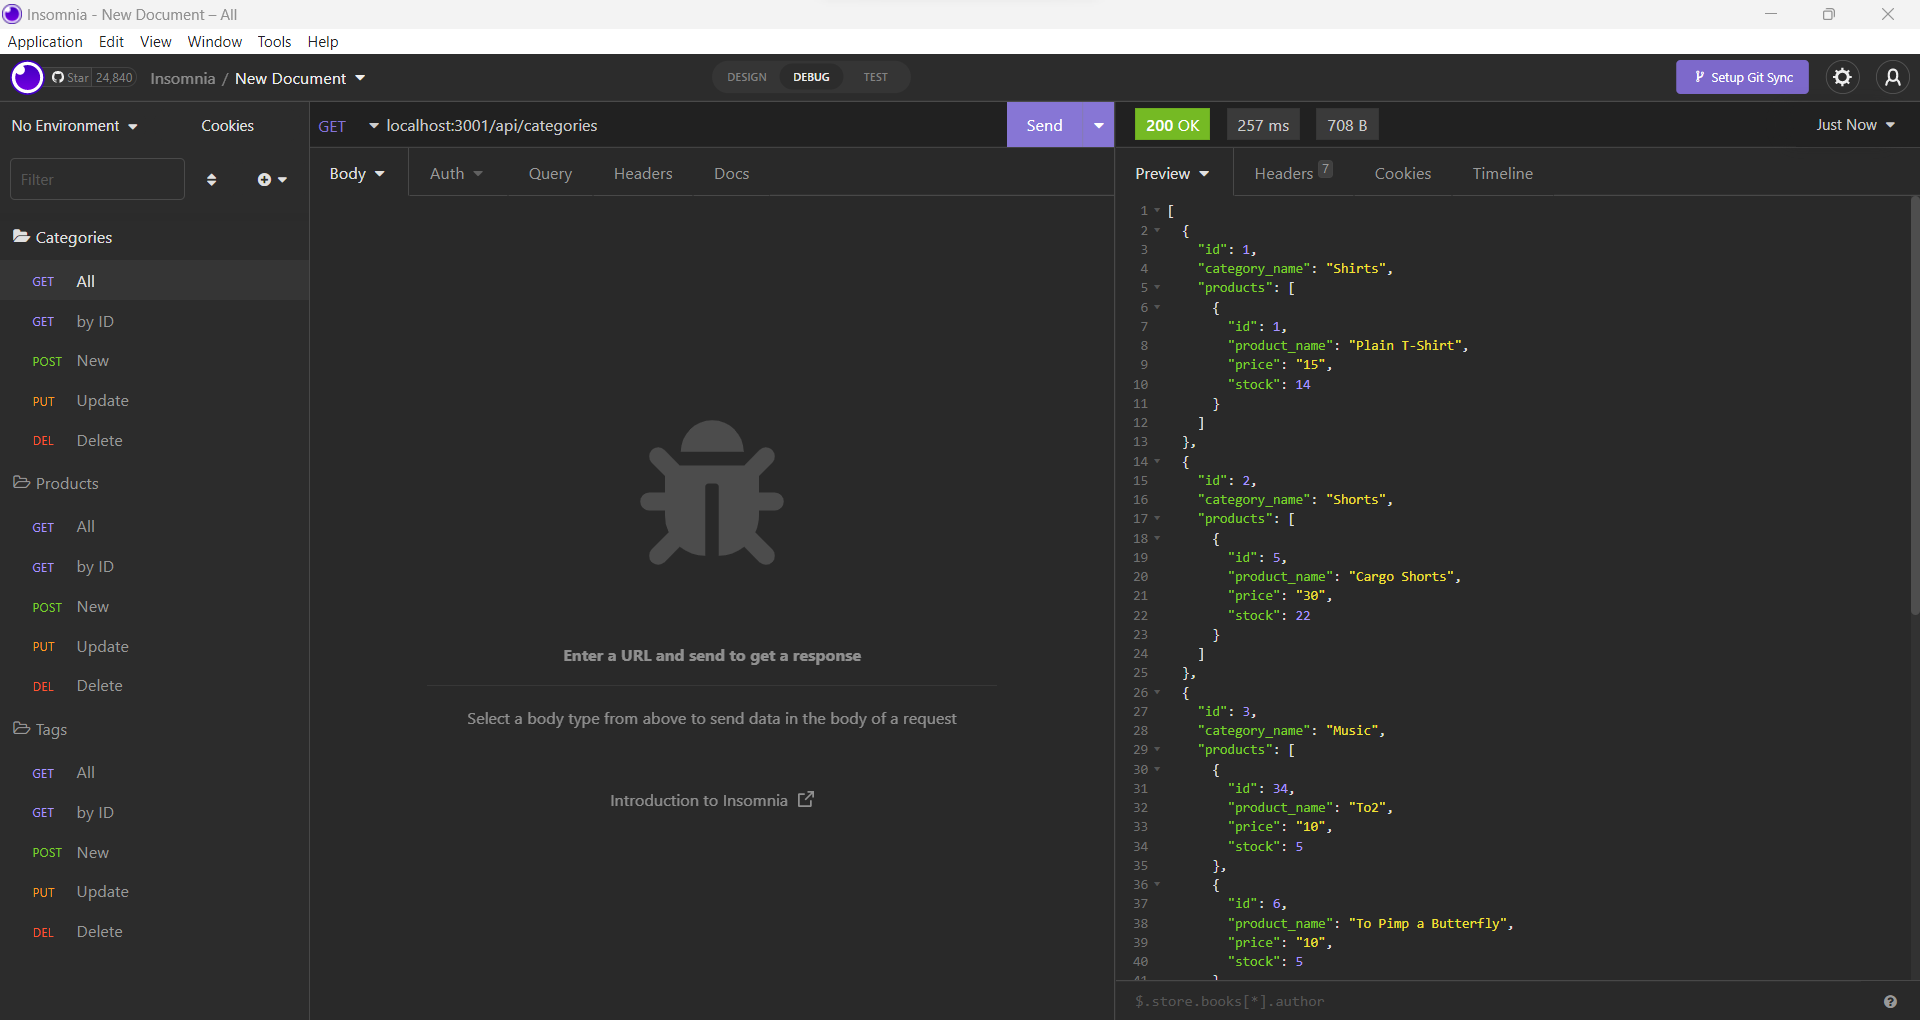 Insomnia - New Document – All
Application Edit View Window Tools Help
Star 24,840 Insomnia / New Document
DESIGN DEBUG TEST
Setup Git Sync
No Environment Cookies
Filter
Categories
GET All
GET by ID
POST New
PUT Update
DEL Delete
Products
GET All
GET by ID
POST New
PUT Update
DEL Delete
Tags
GET All
GET by ID
POST New
PUT Update
DEL Delete
GET localhost:3001/api/categories Send
Body Auth Query Headers Docs
Enter a URL and send to get a response
Select a body type from above to send data in the body of a request
Introduction to Insomnia
200 OK 257 ms 708 B Just Now
Preview Headers 7 Cookies Timeline
1 [
2 {
3 "id": 1,
4 "category_name": "Shirts",
5 "products": [
6 {
7 "id": 1,
8 "product_name": "Plain T-Shirt",
9 "price": "15",
10 "stock": 14
11 }
12 ]
13 },
14 {
15 "id": 2,
16 "category_name": "Shorts",
17 "products": [
18 {
19 "id": 5,
20 "product_name": "Cargo Shorts",
21 "price": "30",
22 "stock": 22
23 }
24 ]
25 },
26 {
27 "id": 3,
28 "category_name": "Music",
29 "products": [
30 {
31 "id": 34,
32 "product_name": "To2",
33 "price": "10",
34 "stock": 5
35 },
36 {
37 "id": 6,
38 "product_name": "To Pimp a Butterfly",
39 "price": "10",
40 "stock": 5
41 }
$.store.books[*].author